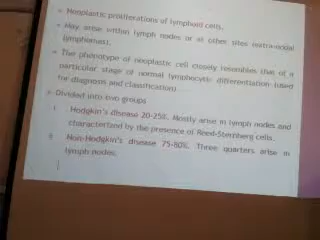 Neoplastic proliferations of lymphoid cells.
May arise within lymph nodes or at other sites (extra-nodal
lymphomas).
The phenotype of neoplastic cell closely resembles that of a
particular stage of normal lymphocytic differentiation (used
for diagnosis and classification)
Divided into two groups
i. Hodgkin's disease 20-25%. Mostly arise in lymph nodes and
characterized by the presence of Reed-Sternberg cells.
ii. Non-Hodgkin's disease 75-80%. Three quarters arise in
lymph nodes.